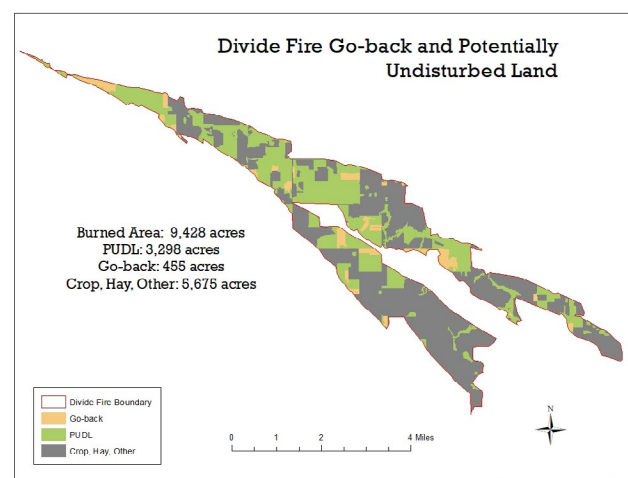 Divide Fire Go-back and Potentially
Undisturbed Land
Burned Area: 9,428 acres
PUDL: 3,298 acres
Go-back: 455 acres
Crop, Hay, Other: 5,675 acres
Divide Fire Boundary
Go-back
PUDL
Crop, Hay, Other
0 1 2 4 Miles
N